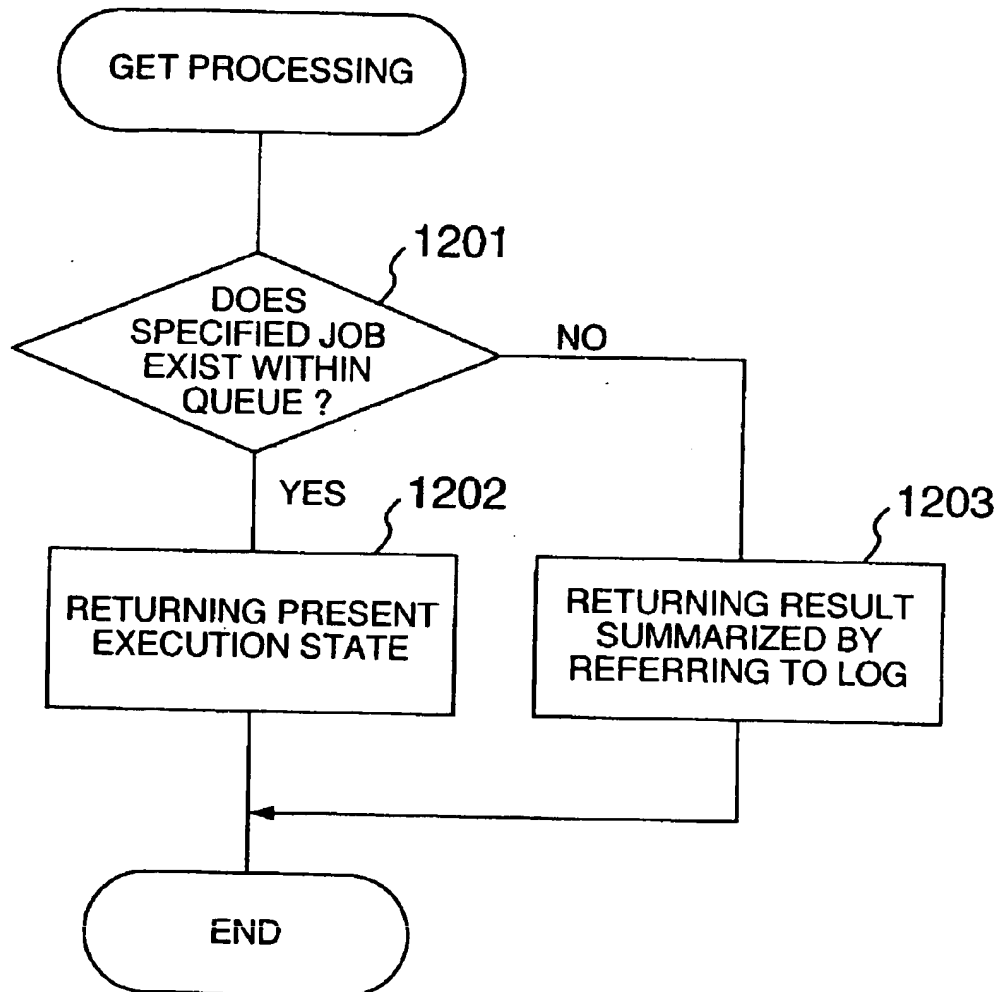 GET PROCESSING
1201
DOES
SPECIFIED JOB
EXIST WITHIN
QUEUE ?
NO
YES
1202
1203
RETURNING PRESENT
EXECUTION STATE
RETURNING RESULT
SUMMARIZED BY
REFERRING TO LOG
END